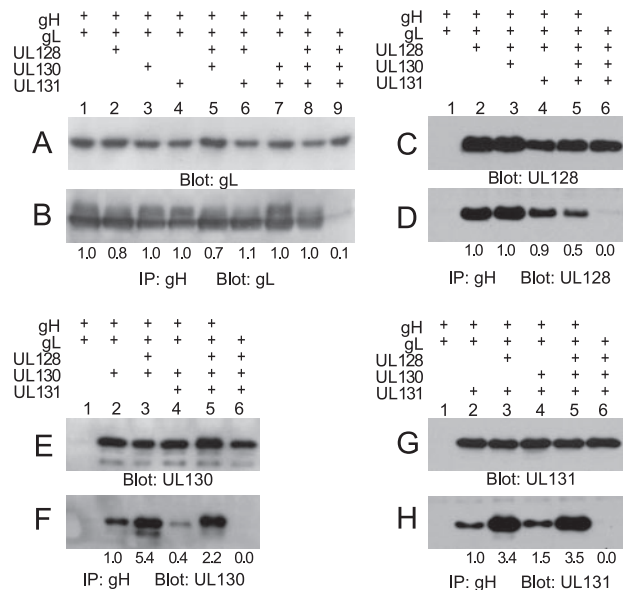 gH + + + + + + + +
gL + + + + + + + + +
UL128 + + + + +
UL130 + + + + +
UL131 + + + + +
1 2 3 4 5 6 7 8 9
A
Blot: gL
B
1.0 0.8 1.0 1.0 0.7 1.1 1.0 1.0 0.1
IP: gH Blot: gL
gH + + + + +
gL + + + + + +
UL128 + + + + +
UL130 + + +
UL131 + + +
1 2 3 4 5 6
C
Blot: UL128
D
1.0 1.0 0.9 0.5 0.0
IP: gH Blot: UL128
gH + + + + +
gL + + + + + +
UL128 + + +
UL130 + + + + +
UL131 + + +
1 2 3 4 5 6
E
Blot: UL130
F
1.0 5.4 0.4 2.2 0.0
IP: gH Blot: UL130
gH + + + + +
gL + + + + + +
UL128 + + +
UL130 + + +
UL131 + + + + +
1 2 3 4 5 6
G
Blot: UL131
H
1.0 3.4 1.5 3.5 0.0
IP: gH Blot: UL131